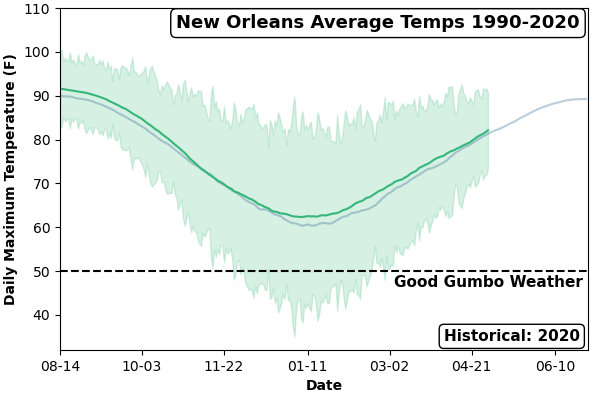 New Orleans Average Temps 1990-2020
Daily Maximum Temperature (F)
110
100
90
80
70
60
50
40
Good Gumbo Weather
Historical: 2020
08-14 10-03 11-22 01-11 03-02 04-21 06-10
Date